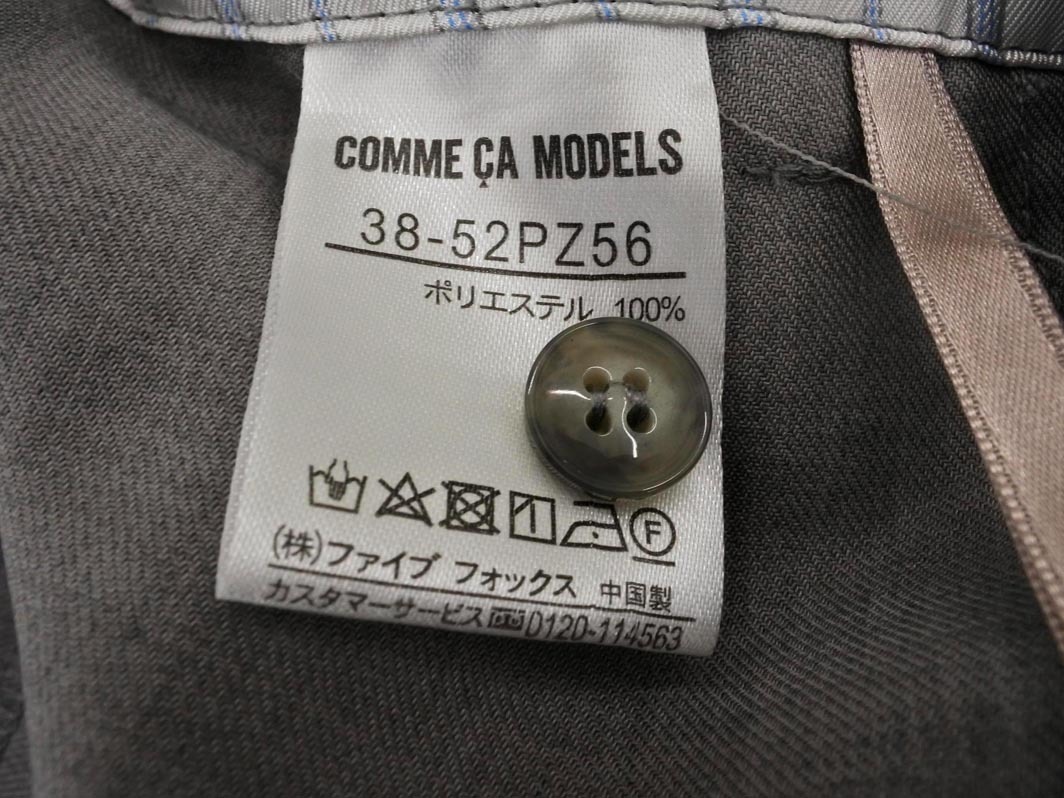 COMME ÇA MODELS
38-52PZ56
ポリエステル 100%
F
(株)ファイブ フォックス 中国製
カスタマーサービス 0120-114563